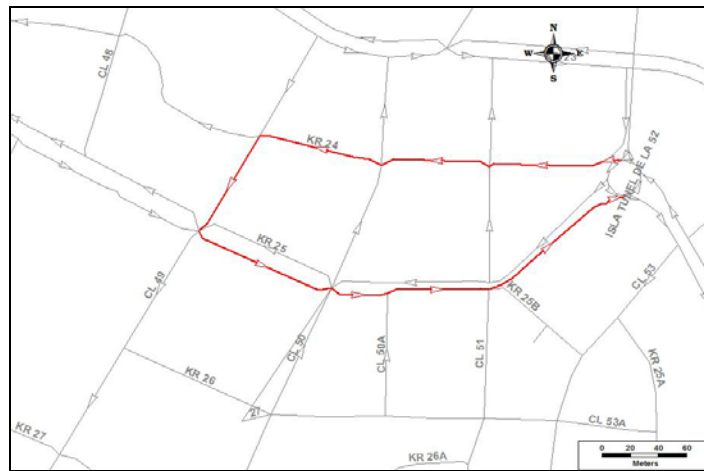 N
W E
S
23
CL 48
KR 24
ISLA TUNEL DE LA 52
KR 25
CL 53
CL 49
KR 25B
CL 50
CL 50A
CL 51
KR 25A
KR 26
27
CL 53A
KR 27
KR 26A
0 20 40 60
Meters